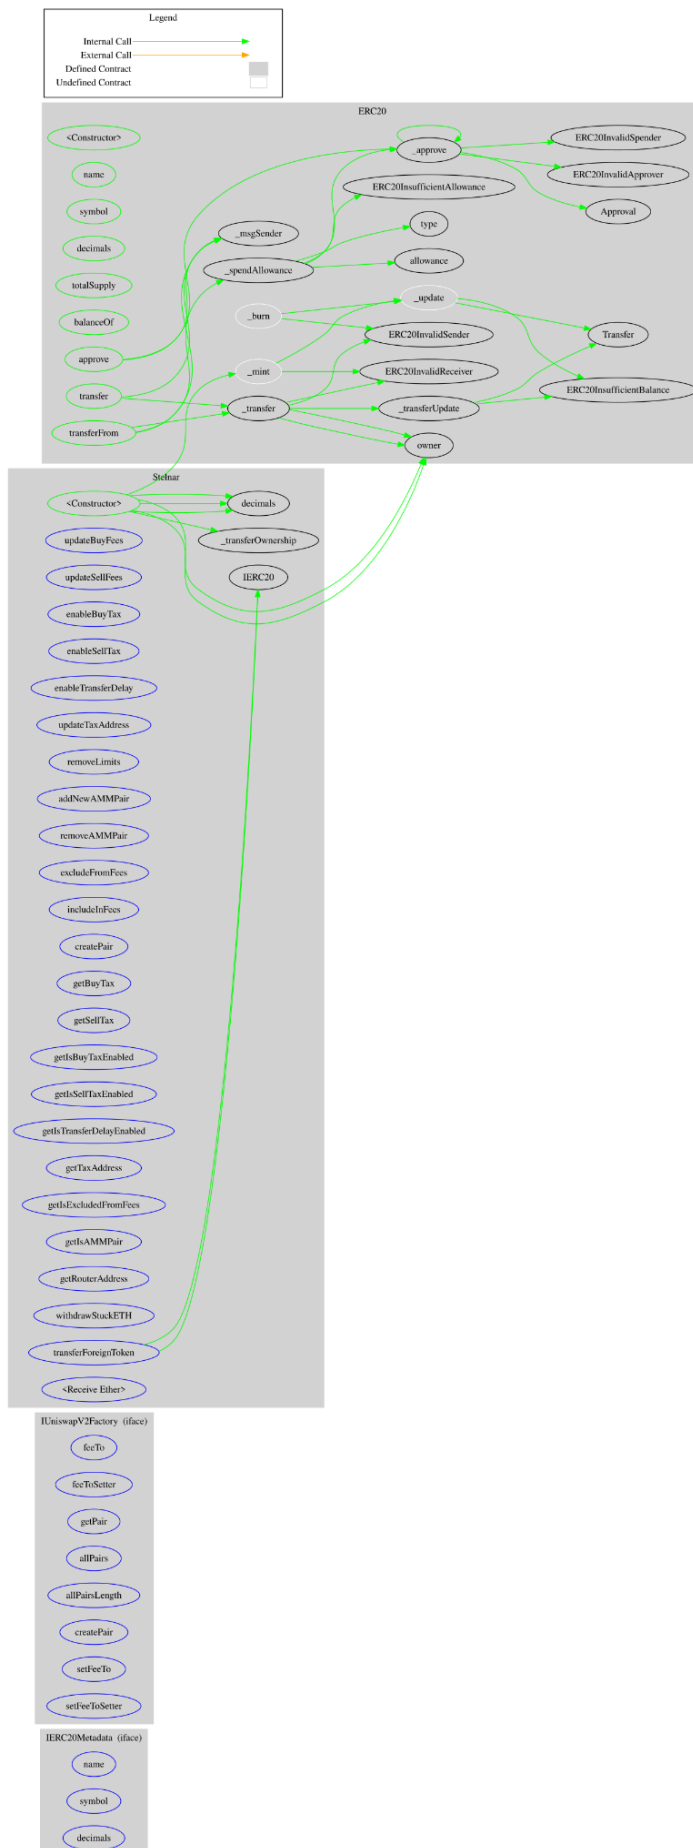 Legend
Internal Call
External Call
Defined Contract
Undefined Contract
ERC20
<Constructor>
name
symbol
decimals
totalSupply
balanceOf
approve
transfer
transferFrom
_msgSender
_spendAllowance
_burn
_mint
_transfer
_approve
ERC20InsufficientAllowance
type
allowance
_update
ERC20InvalidSender
ERC20InvalidReceiver
_transferUpdate
owner
ERC20InvalidSpender
ERC20InvalidApprover
Approval
Transfer
ERC20InsufficientBalance
Stelnar
<Constructor>
updateBuyFees
updateSellFees
enableBuyTax
enableSellTax
enableTransferDelay
updateTaxAddress
removeLimits
addNewAMMPair
removeAMMPair
excludeFromFees
includeInFees
createPair
getBuyTax
getSellTax
getIsBuyTaxEnabled
getIsSellTaxEnabled
getIsTransferDelayEnabled
getTaxAddress
getIsExcludedFromFees
getIsAMMPair
getRouterAddress
withdrawStuckETH
transferForeignToken
<Receive Ether>
decimals
_transferOwnership
IERC20
IUniswapV2Factory (iface)
feeTo
feeToSetter
getPair
allPairs
allPairsLength
createPair
setFeeTo
setFeeToSetter
IERC20Metadata (iface)
name
symbol
decimals